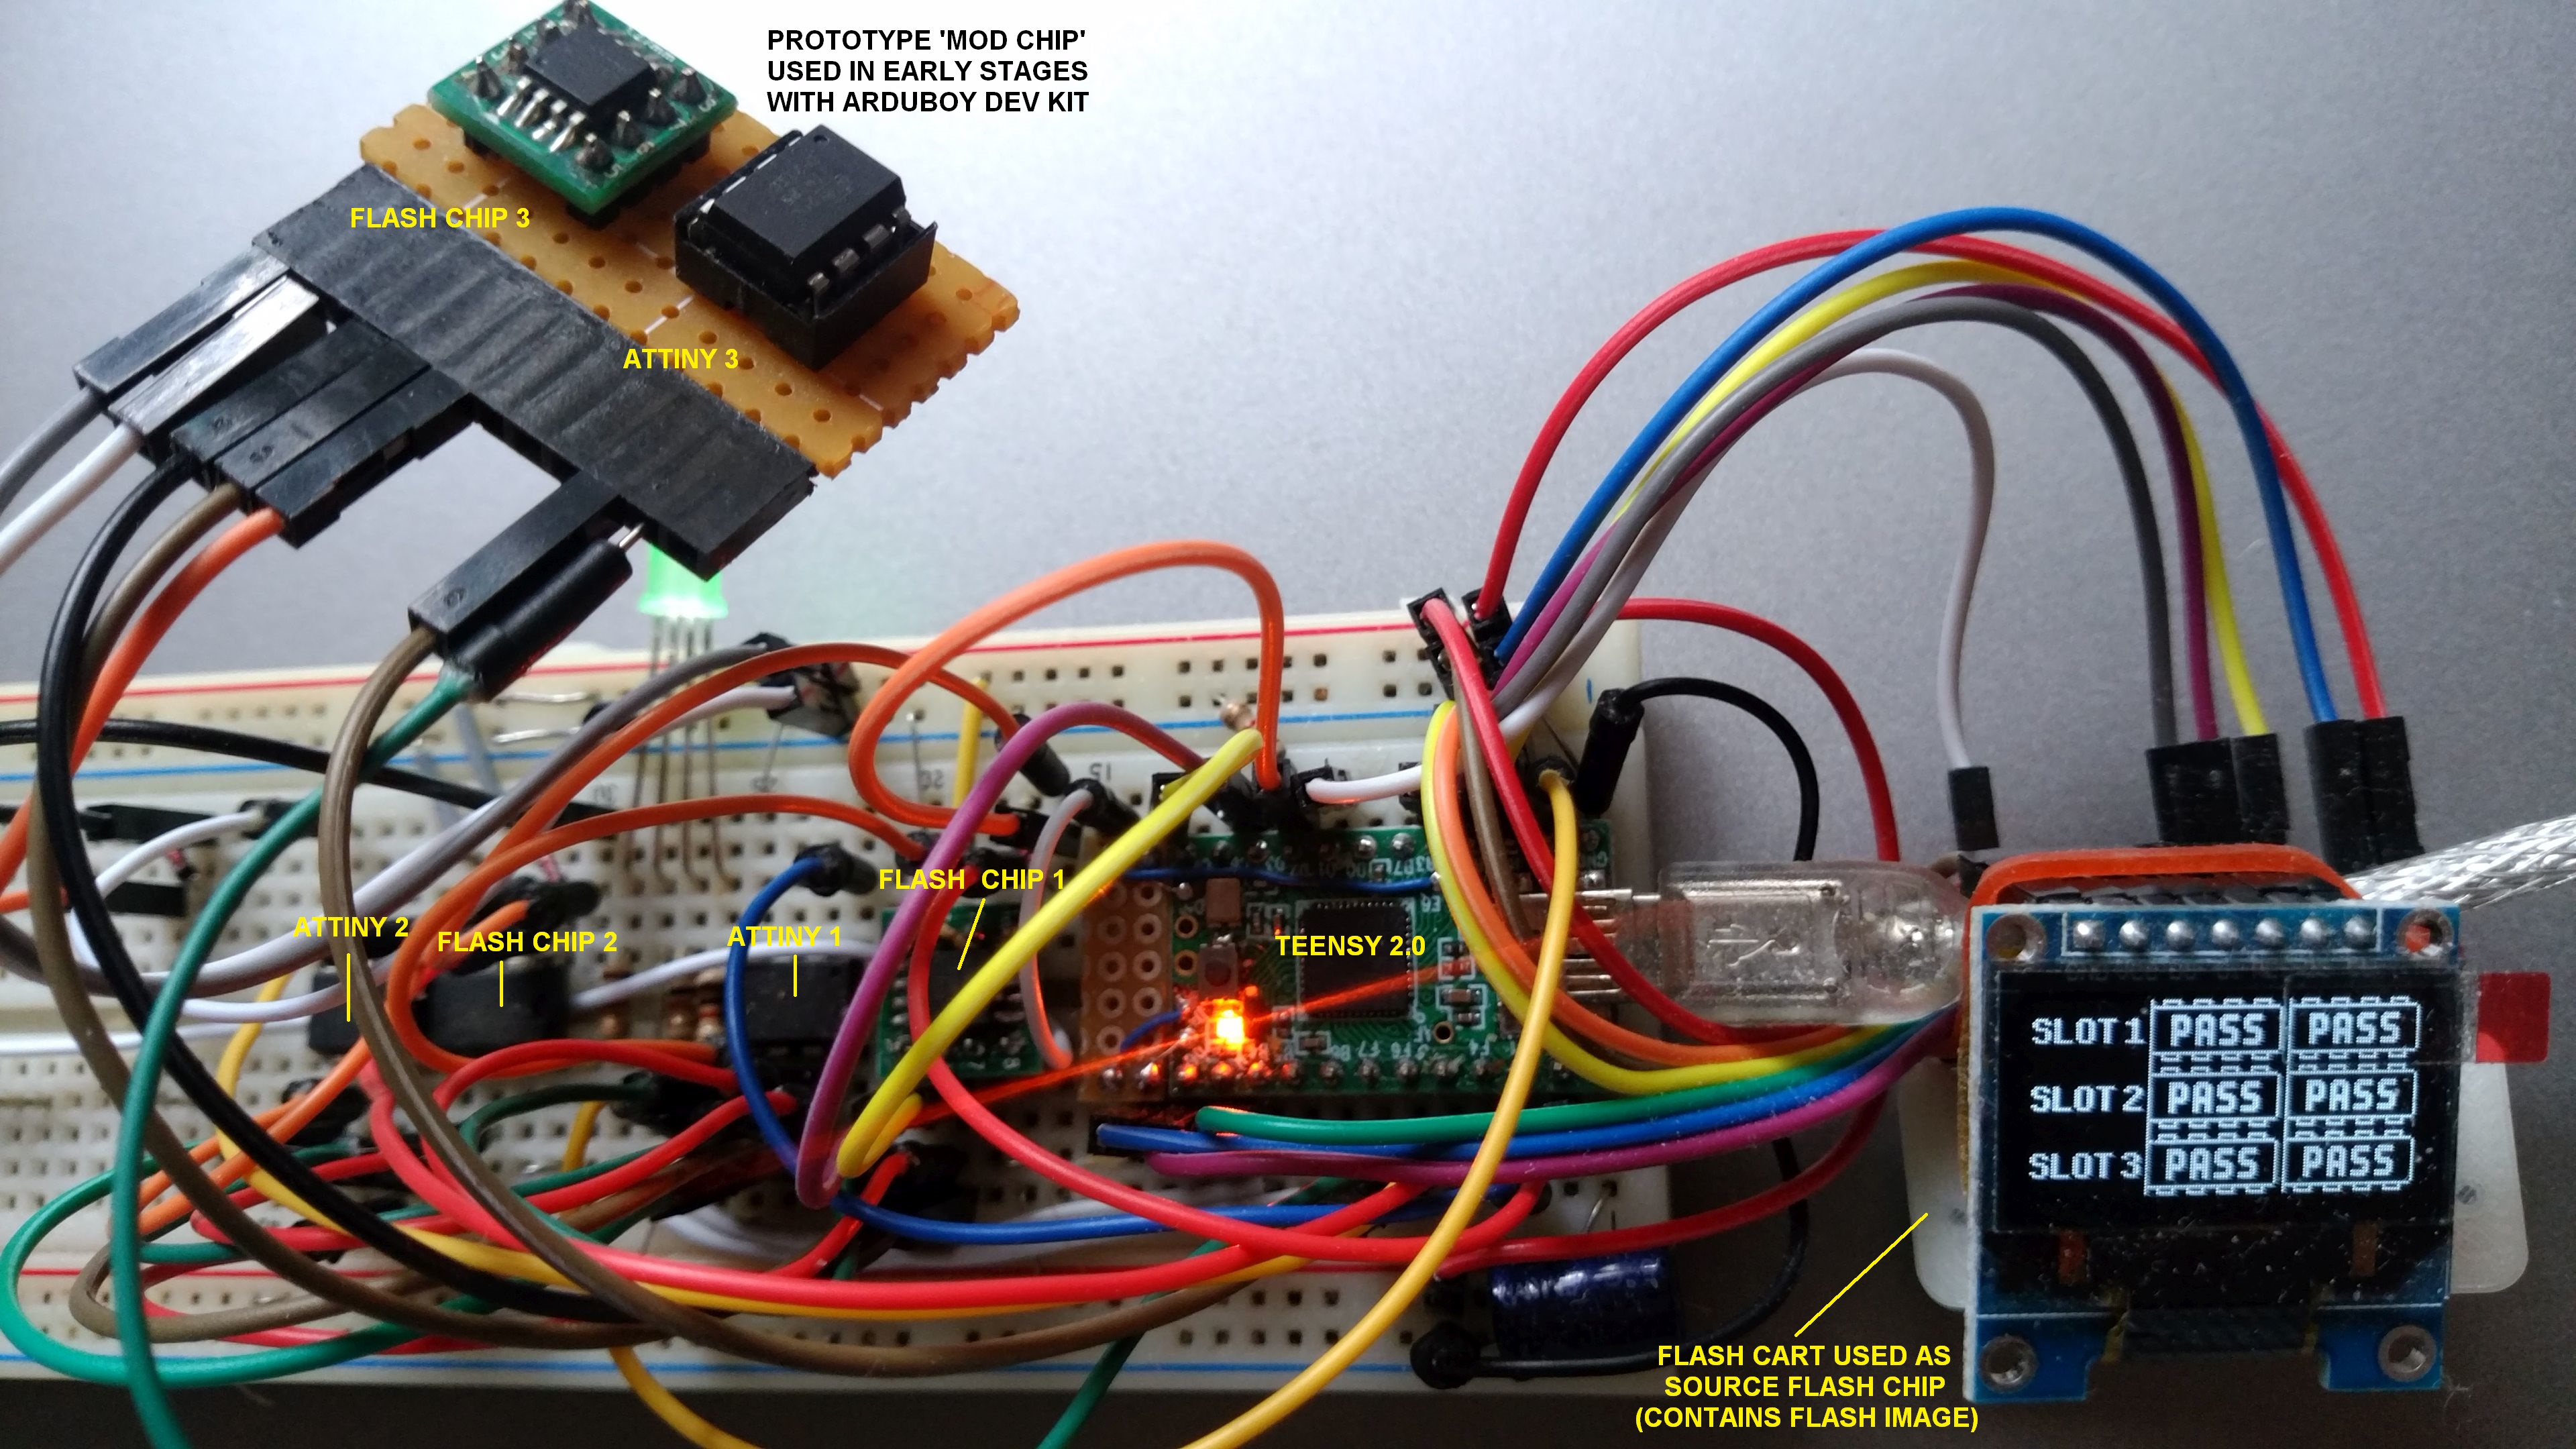 PROTOTYPE 'MOD CHIP'
USED IN EARLY STAGES
WITH ARDUBOY DEV KIT
FLASH CHIP 3
ATTINY 3
FLASH CHIP 1
ATTINY 2
FLASH CHIP 2
ATTINY 1
TEENSY 2.0
SLOT 1 PASS PASS
SLOT 2 PASS PASS
SLOT 3 PASS PASS
FLASH CART USED AS
SOURCE FLASH CHIP
(CONTAINS FLASH IMAGE)